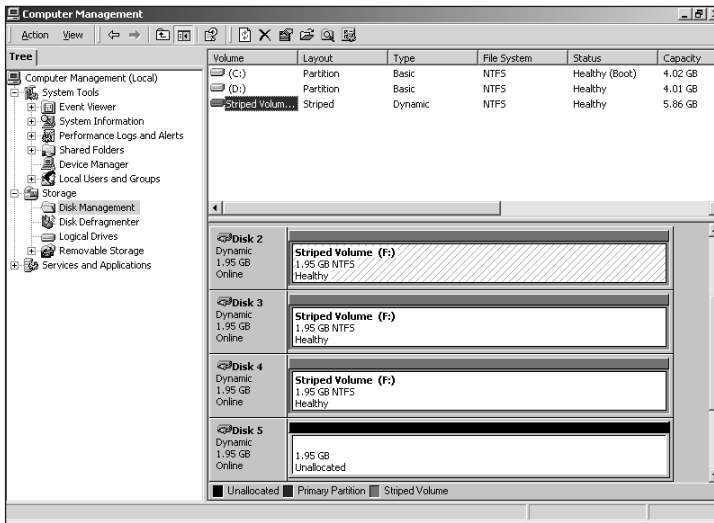 Computer Management
Action View
Tree
Computer Management (Local)
System Tools
Event Viewer
System Information
Performance Logs and Alerts
Shared Folders
Device Manager
Local Users and Groups
Storage
Disk Management
Disk Defragmenter
Logical Drives
Removable Storage
Services and Applications
Volume Layout Type File System Status Capacity
(C:) Partition Basic NTFS Healthy (Boot) 4.02 GB
(D:) Partition Basic NTFS Healthy 4.01 GB
Striped Volum... Striped Dynamic NTFS Healthy 5.86 GB
Disk 2
Dynamic
1.95 GB
Online
Striped Volume (F:)
1.95 GB NTFS
Healthy
Disk 3
Dynamic
1.95 GB
Online
Striped Volume (F:)
1.95 GB NTFS
Healthy
Disk 4
Dynamic
1.95 GB
Online
Striped Volume (F:)
1.95 GB NTFS
Healthy
Disk 5
Dynamic
1.95 GB
Online
1.95 GB
Unallocated
Unallocated Primary Partition Striped Volume